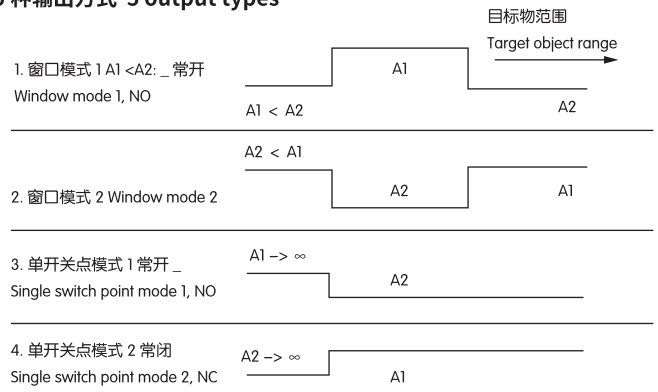 种输出方式 5 output types
目标物范围
Target object range
1. 窗口模式 1 A1 <A2: _ 常开
Window mode 1, NO
A1
A1 < A2
A2
A2 < A1
2. 窗口模式 2 Window mode 2
A2
A1
3. 单开关点模式 1 常开 _
Single switch point mode 1, NO
A1 –> ∞
A2
4. 单开关点模式 2 常闭
Single switch point mode 2, NC
A2 –> ∞
A1